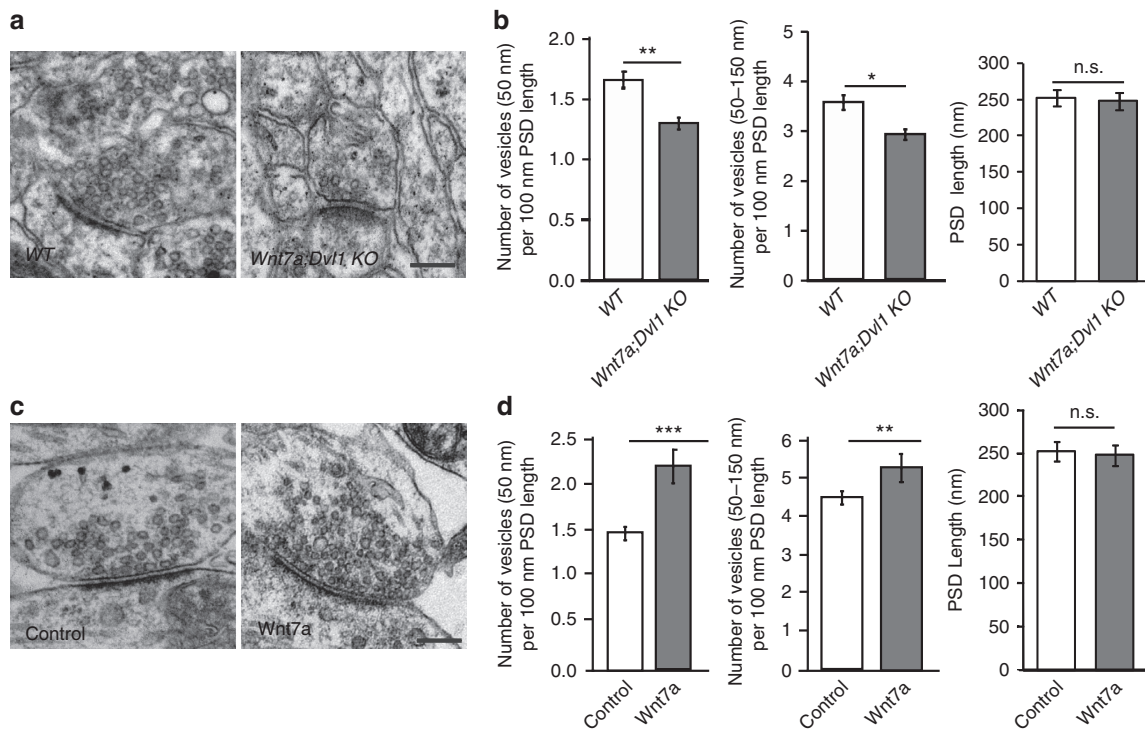 a
WT
Wnt7a;Dvl1 KO
b
Number of vesicles (50 nm)
per 100 nm PSD length
2.0
1.5
1.0
0.5
0.0
**
WT
Wnt7a;Dvl1 KO
Number of vesicles (50–150 nm)
per 100 nm PSD length
5
4
3
2
1
0
*
WT
Wnt7a;Dvl1 KO
PSD length (nm)
300
250
200
150
100
50
0
n.s.
WT
Wnt7a;Dvl1 KO
c
Control
Wnt7a
d
Number of vesicles (50 nm)
per 100 nm PSD length
2.5
2.0
1.5
1.0
0.5
0.0
***
Control
Wnt7a
Number of vesicles (50–150 nm)
per 100 nm PSD length
6
5
4
3
2
1
0
**
Control
Wnt7a
PSD Length (nm)
300
250
200
150
100
50
0
n.s.
Control
Wnt7a